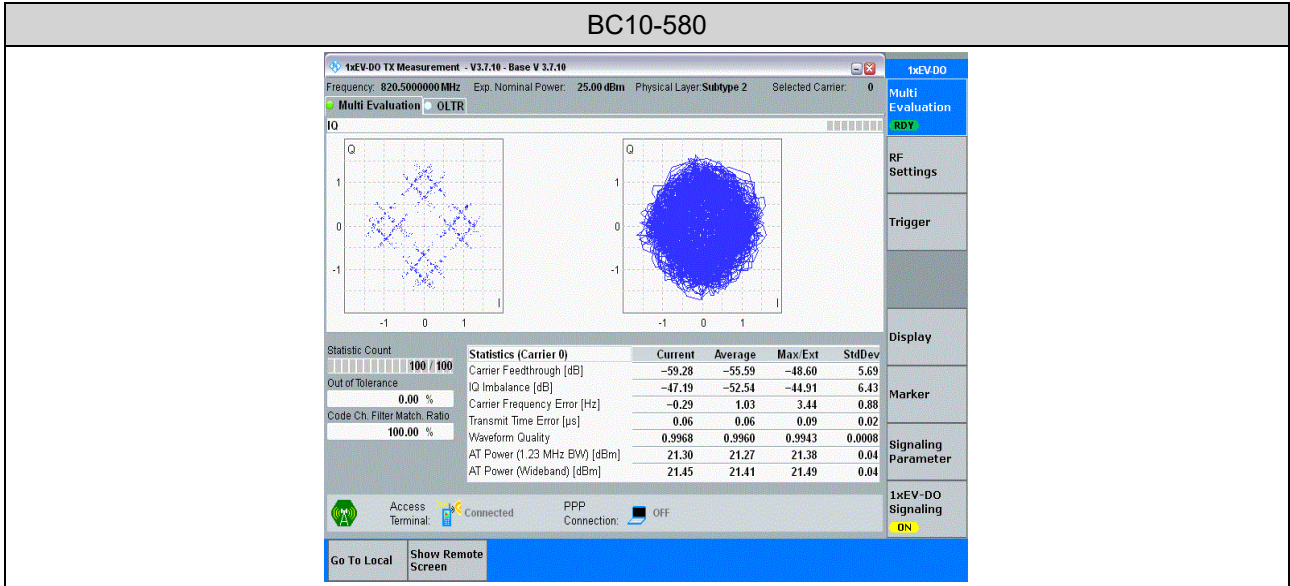 BC10-580
1xEV-DO TX Measurement - V3.7.10 - Base V 3.7.10
1xEV-DO
Frequency: 820.5000000 MHz Exp. Nominal Power: 25.00 dBm Physical Layer: Subtype 2 Selected Carrier: 0
Multi Evaluation OLTR
Multi
Evaluation
RDY
IQ
Q
1
0
-1
I
-1 0 1
Q
1
0
-1
I
-1 0 1
RF
Settings
Trigger
Display
Marker
Signaling
Parameter
1xEV-DO
Signaling
ON
Statistic Count
100 / 100
Out of Tolerance
0.00 %
Code Ch. Filter Match. Ratio
100.00 %
Statistics (Carrier 0) Current Average Max/Ext StdDev
Carrier Feedthrough [dB] −59.28 −55.59 −48.60 5.69
IQ Imbalance [dB] −47.19 −52.54 −44.91 6.43
Carrier Frequency Error [Hz] −0.29 1.03 3.44 0.88
Transmit Time Error [µs] 0.06 0.06 0.09 0.02
Waveform Quality 0.9968 0.9960 0.9943 0.0008
AT Power (1.23 MHz BW) [dBm] 21.30 21.27 21.38 0.04
AT Power (Wideband) [dBm] 21.45 21.41 21.49 0.04
Access
Terminal: Connected
PPP
Connection: OFF
Go To Local
Show Remote
Screen